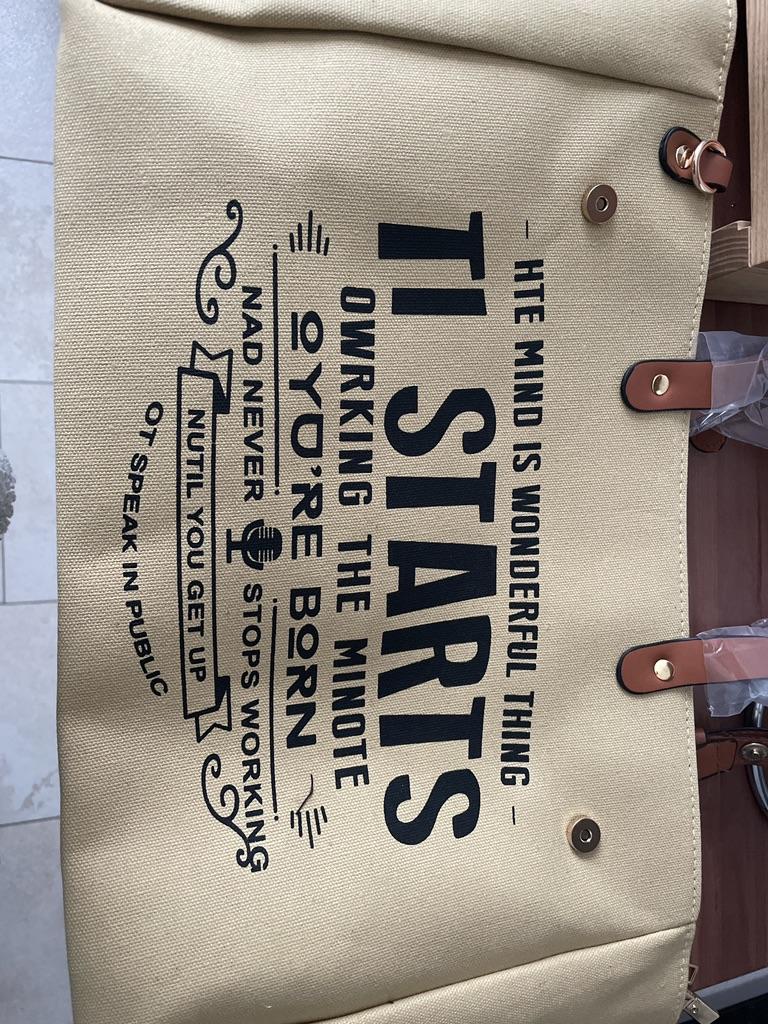 – HTE MIND IS WONDERFUL THING –
TI STARTS
OWRKING THE MINOTE
OYU'RE BORN
NAD NEVER STOPS WORKING
NUTIL YOU GET UP
OT SPEAK IN PUBLIC